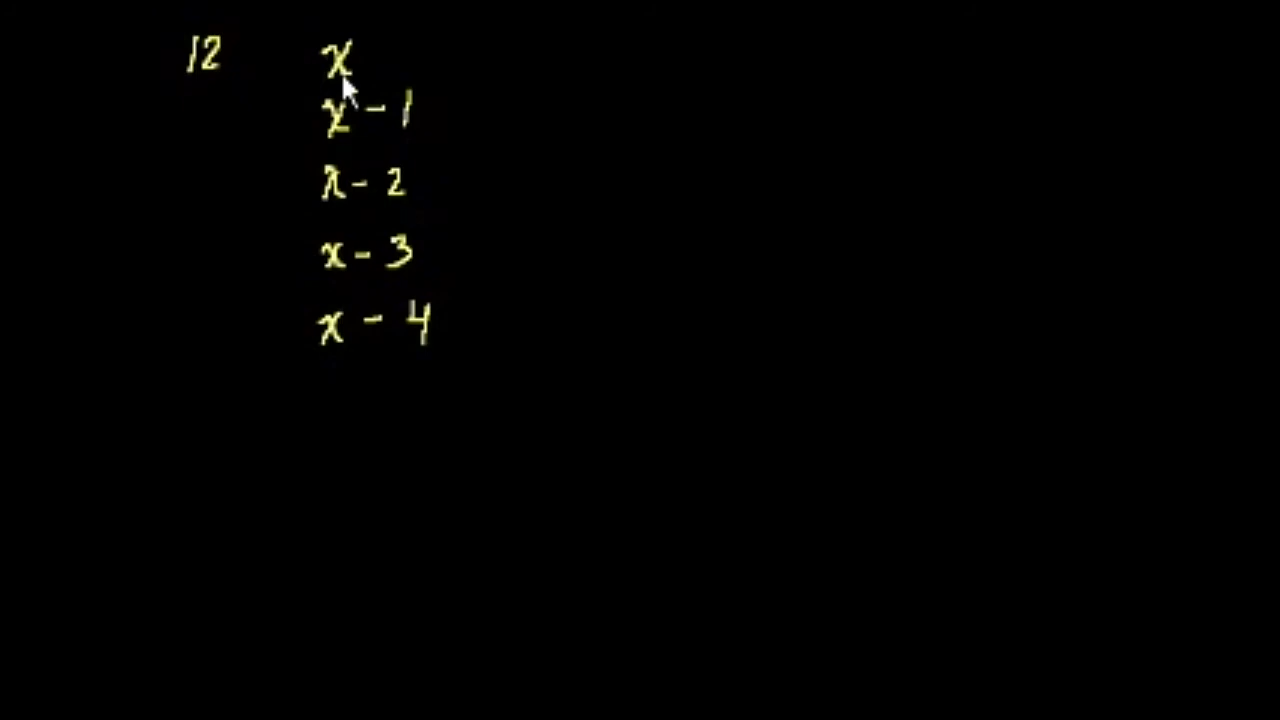 12 x
x - 1
x - 2
x - 3
x - 4